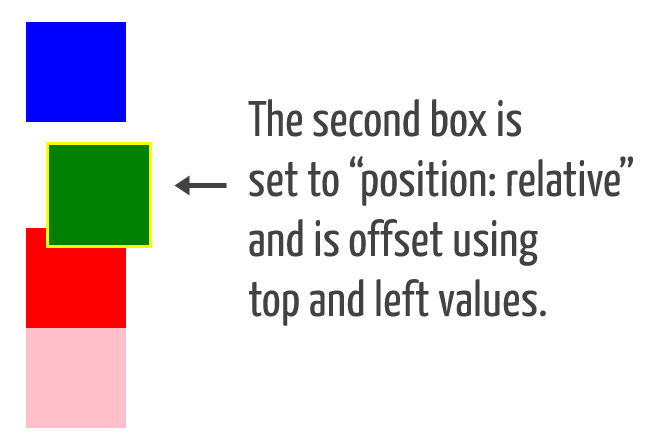 The second box is
set to “position: relative”
and is offset using
top and left values.